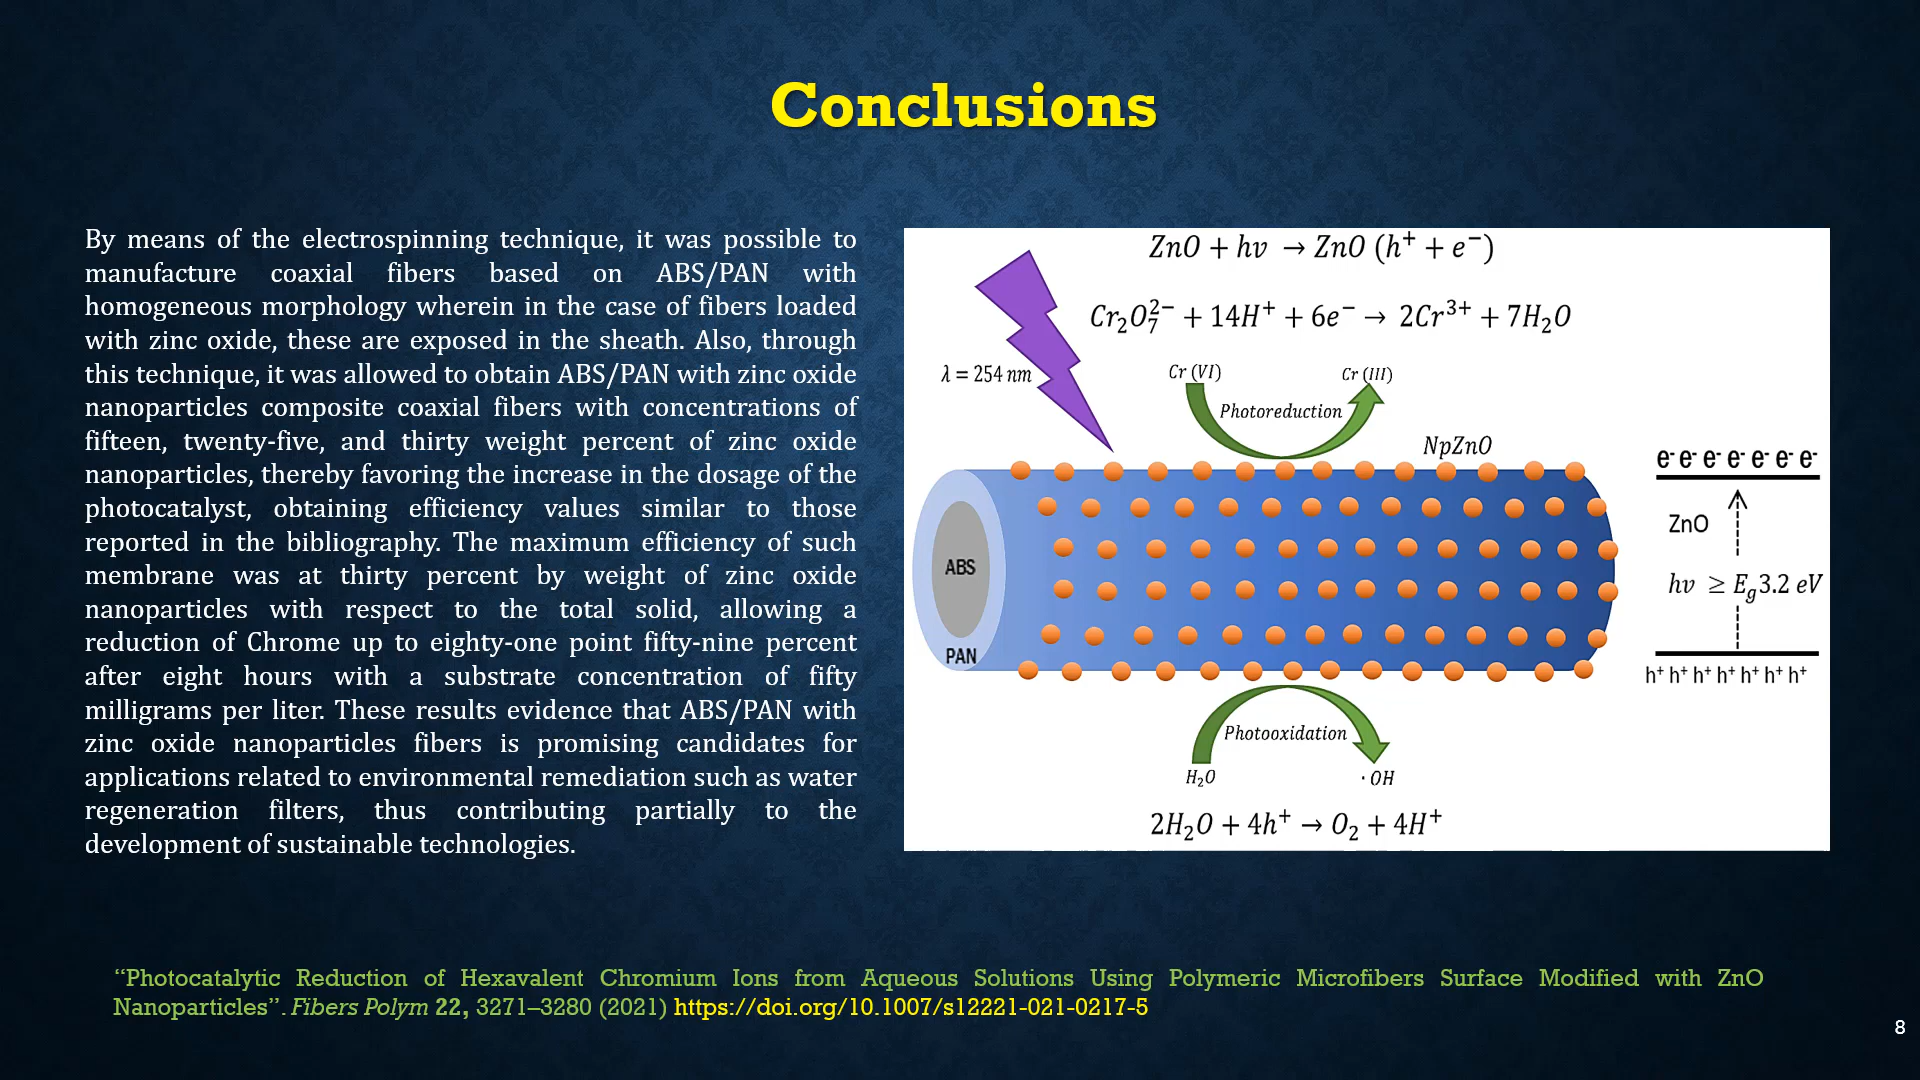 Conclusions
By means of the electrospinning technique, it was possible to
manufacture coaxial fibers based on ABS/PAN with
homogeneous morphology wherein in the case of fibers loaded
with zinc oxide, these are exposed in the sheath. Also, through
this technique, it was allowed to obtain ABS/PAN with zinc oxide
nanoparticles composite coaxial fibers with concentrations of
fifteen, twenty-five, and thirty weight percent of zinc oxide
nanoparticles, thereby favoring the increase in the dosage of the
photocatalyst, obtaining efficiency values similar to those
reported in the bibliography. The maximum efficiency of such
membrane was at thirty percent by weight of zinc oxide
nanoparticles with respect to the total solid, allowing a
reduction of Chrome up to eighty-one point fifty-nine percent
after eight hours with a substrate concentration of fifty
milligrams per liter. These results evidence that ABS/PAN with
zinc oxide nanoparticles fibers is promising candidates for
applications related to environmental remediation such as water
regeneration filters, thus contributing partially to the
development of sustainable technologies.
ZnO + hν → ZnO (h⁺ + e⁻)
Cr₂O₇²⁻ + 14H⁺ + 6e⁻ → 2Cr³⁺ + 7H₂O
λ = 254 nm
Cr (VI)
Cr (III)
Photoreduction
NpZnO
ABS
PAN
e⁻ e⁻ e⁻ e⁻ e⁻ e⁻ e⁻
ZnO
hν ≥ E_g 3.2 eV
h⁺ h⁺ h⁺ h⁺ h⁺ h⁺ h⁺
Photooxidation
H₂O
· OH
2H₂O + 4h⁺ → O₂ + 4H⁺
“Photocatalytic Reduction of Hexavalent Chromium Ions from Aqueous Solutions Using Polymeric Microfibers Surface Modified with ZnO
Nanoparticles”. Fibers Polym 22, 3271–3280 (2021) https://doi.org/10.1007/s12221-021-0217-5
8